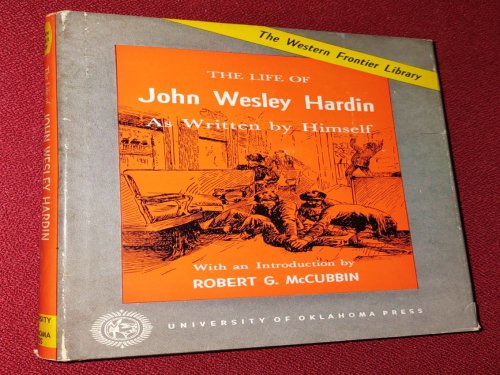 The Western Frontier Library
THE LIFE OF
John Wesley Hardin
As Written by Himself
With an Introduction by
ROBERT G. McCUBBIN
UNIVERSITY OF OKLAHOMA PRESS
JOHN WESLEY HARDIN